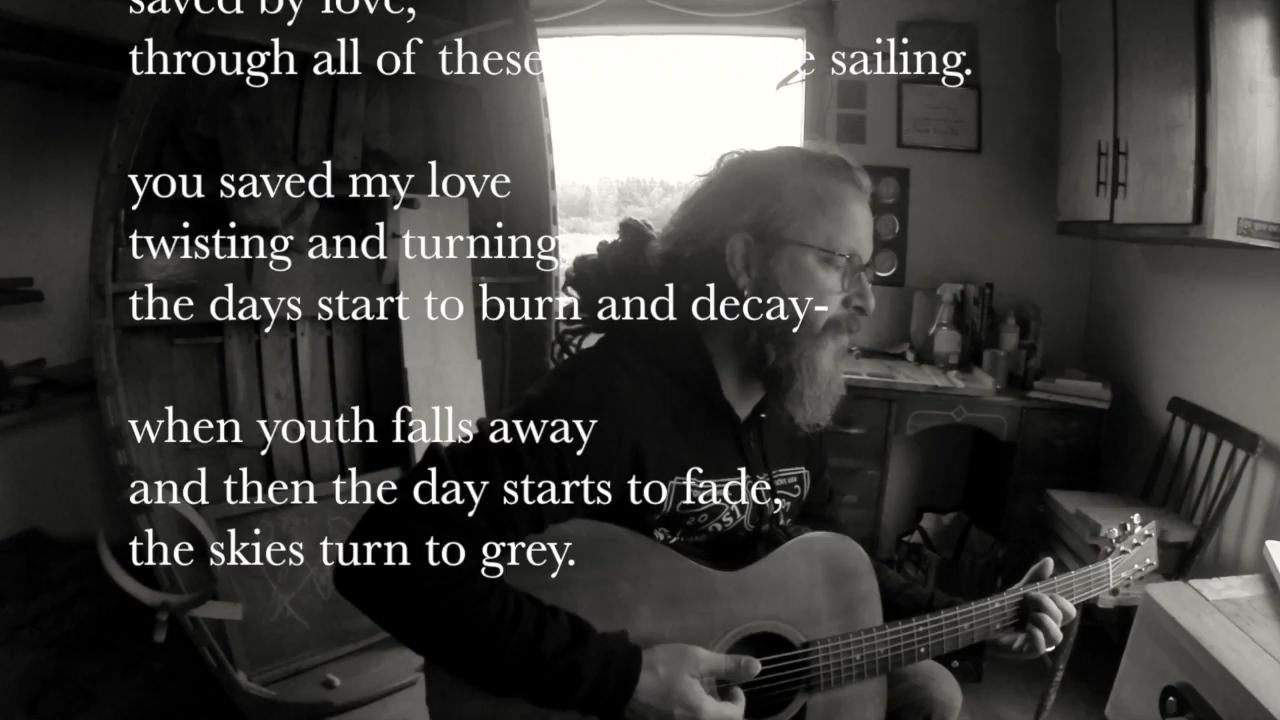 saved by love,
through all of these e sailing.
you saved my love
twisting and turning
the days start to burn and decay-
when youth falls away
and then the day starts to fade,
the skies turn to grey.